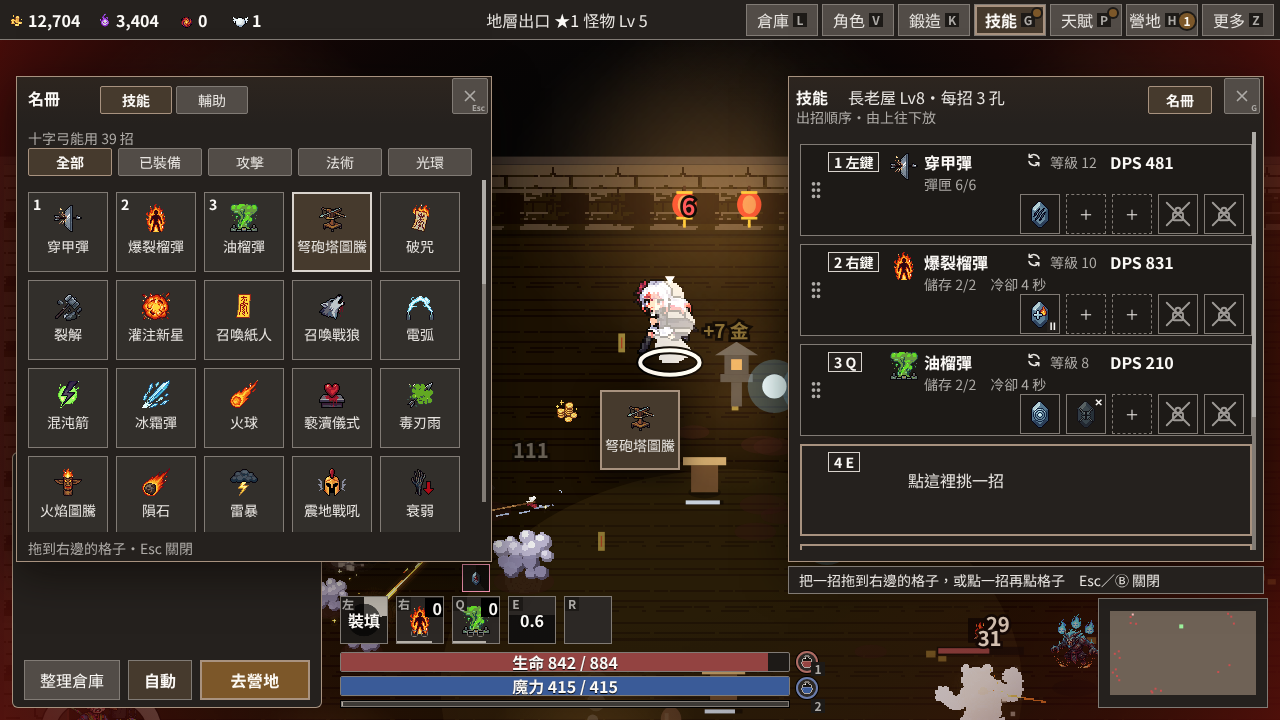 12,704 3,404 0 1 地層出口 ★1 怪物 Lv 5 倉庫 L 角色 V 鍛造 K 技能 G 天賦 P 營地 H 1 更多 Z
名冊 技能 輔助 Esc
十字弓能用 39 招
全部 已裝備 攻擊 法術 光環
1 穿甲彈 2 爆裂榴彈 3 油榴彈 弩砲塔圖騰 破咒
裂解 灌注新星 召喚紙人 召喚戰狼 電弧
混沌箭 冰霜彈 火球 褻瀆儀式 毒刃雨
火焰圖騰 隕石 雷暴 震地戰吼 衰弱
拖到右邊的格子・Esc 關閉
整理倉庫 自動 去營地
6
+7 金
弩砲塔圖騰
111
技能 長老屋 Lv8・每招 3 孔 名冊 G
出招順序・由上往下放
1 左鍵 穿甲彈 等級 12 DPS 481
彈匣 6/6
+ +
2 右鍵 爆裂榴彈 等級 10 DPS 831
儲存 2/2 冷卻 4 秒
+ +
3 Q 油榴彈 等級 8 DPS 210
儲存 2/2 冷卻 4 秒
+
4 E
點這裡挑一招
把一招拖到右邊的格子，或點一招再點格子 Esc／Ⓑ 關閉
左 裝填 右 0 Q 0 E 0.6 R
生命 842 / 884 1
魔力 415 / 415 2
29
31